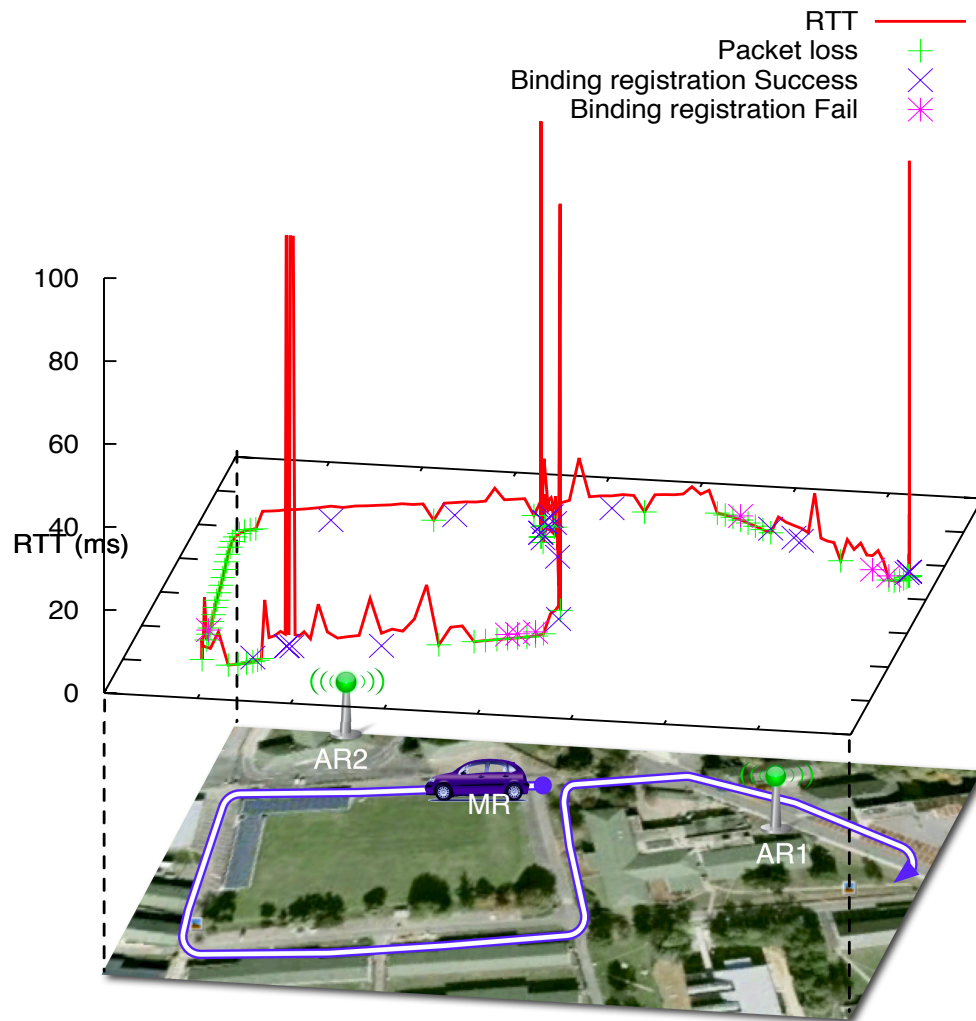 RTT
Packet loss
Binding registration Success
Binding registration Fail
100
80
60
40
RTT (ms)
20
0
AR2
MR
AR1